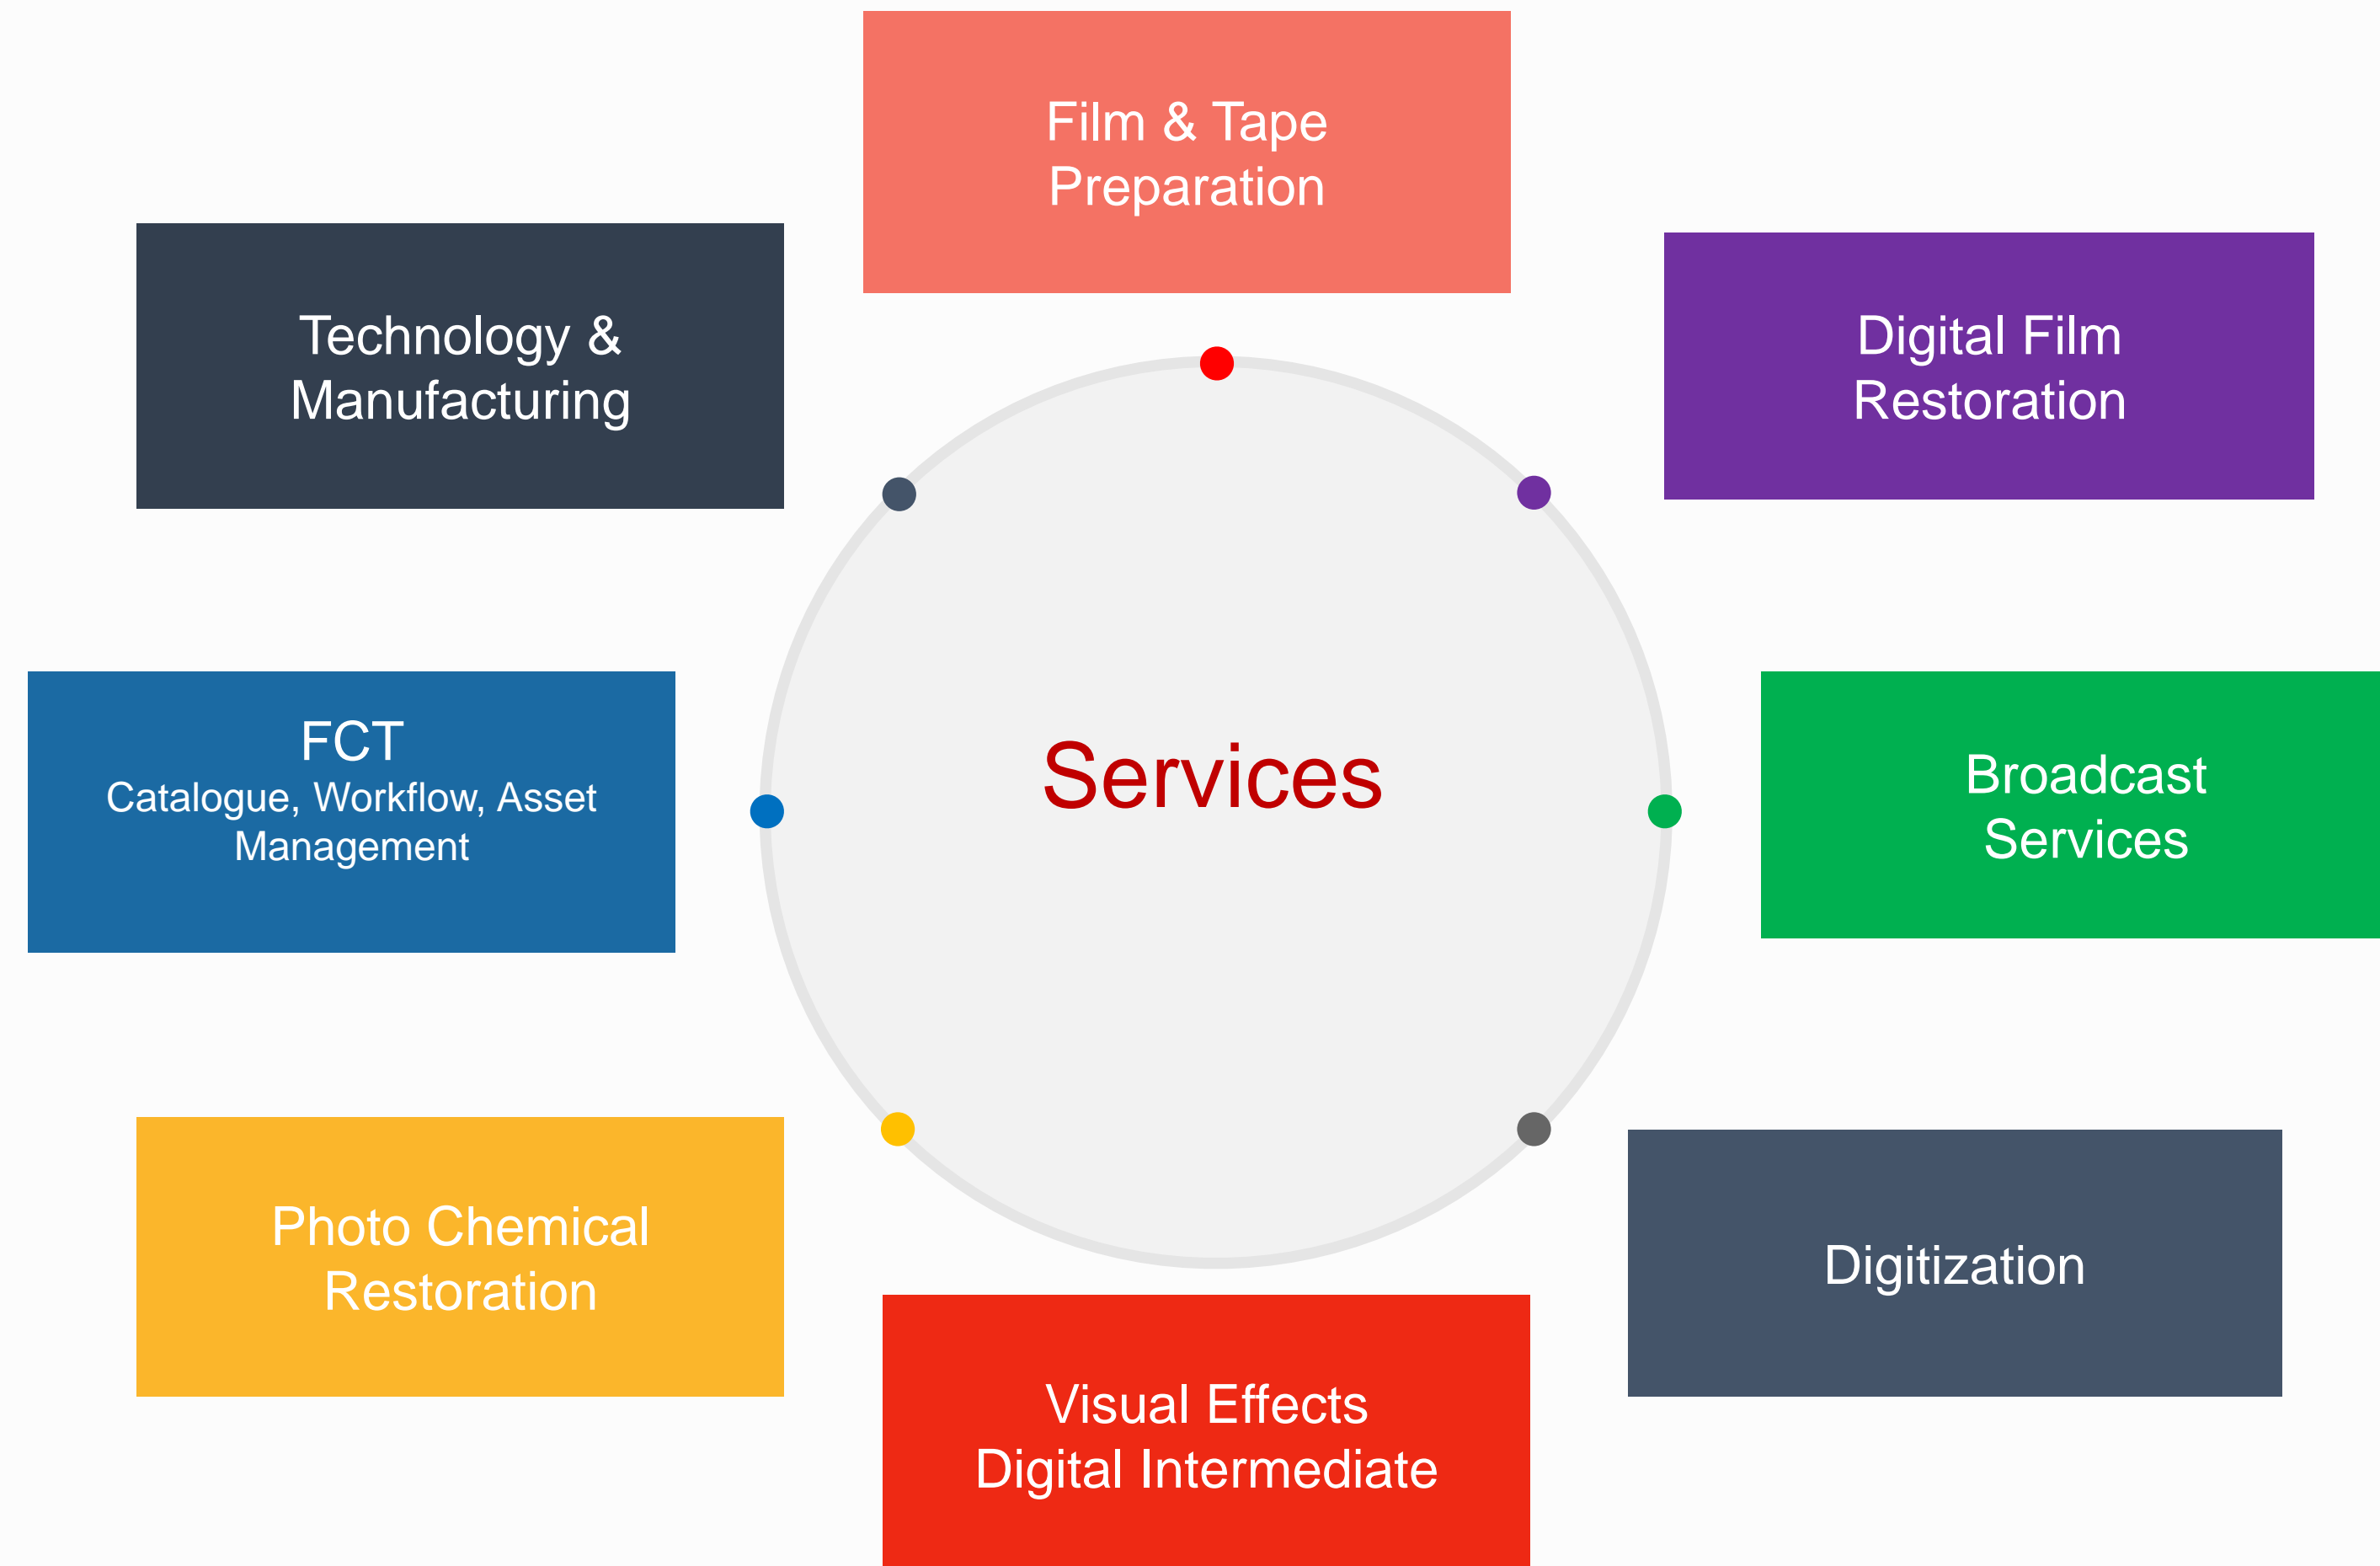 Film & Tape
Preparation
Technology &
Manufacturing
Digital Film
Restoration
FCT
Catalogue, Workflow, Asset
Management
Services
Broadcast
Services
Photo Chemical
Restoration
Digitization
Visual Effects
Digital Intermediate